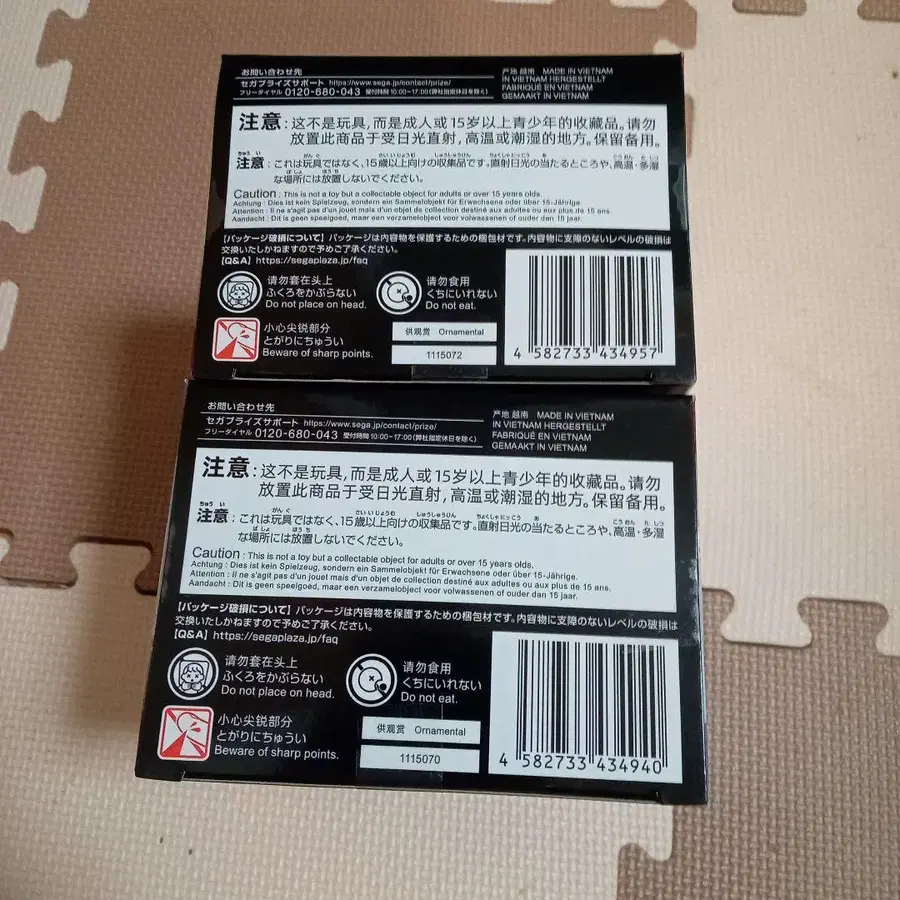 お問い合わせ先
セガプライズサポート https://www.sega.jp/contact/prize/
フリーダイヤル 0120-680-043 受付時間 10:00~17:00(弊社指定休日を除く)
产地 越南 MADE IN VIETNAM
IN VIETNAM HERGESTELLT
FABRIQUÉ EN VIETNAM
GEMAAKT IN VIETNAM
注意:这不是玩具,而是成人或15岁以上青少年的收藏品。请勿
放置此商品于受日光直射,高温或潮湿的地方。保留备用。
注意:これは玩具ではなく、15歳以上向けの収集品です。直射日光の当たるところや、高温・多湿
な場所には放置しないでください。
Caution : This is not a toy but a collectable object for adults or over 15 years olds.
Achtung : Dies ist kein Spielzeug, sondern ein Sammelobjekt für Erwachsene oder über 15-Jährige
Attention : Il ne s'agit pas d'un jouet mais d'un objet de collection destiné aux adultes ou aux plus de 15 ans.
Aandacht : Dit is geen speelgoed, maar een verzamelobject voor volwassenen of ouder dan 15 jaar.
【パッケージ破損について】パッケージは内容物を保護するための梱包材です。内容物に支障のないレベルの破損は
交換いたしかねますので予めご了承ください。
【Q&A】https://segaplaza.jp/faq
请勿套在头上
ふくろをかぶらない
Do not place on head.
请勿食用
くちにいれない
Do not eat.
小心尖锐部分
とがりにちゅうい
Beware of sharp points.
供观赏 Ornamental
1115072
4 582733 434957
お問い合わせ先
セガプライズサポート https://www.sega.jp/contact/prize/
フリーダイヤル 0120-680-043 受付時間 10:00~17:00(弊社指定休日を除く)
产地 越南 MADE IN VIETNAM
IN VIETNAM HERGESTELLT
FABRIQUÉ EN VIETNAM
GEMAAKT IN VIETNAM
注意:这不是玩具,而是成人或15岁以上青少年的收藏品。请勿
放置此商品于受日光直射,高温或潮湿的地方。保留备用。
注意:これは玩具ではなく、15歳以上向けの収集品です。直射日光の当たるところや、高温・多湿
な場所には放置しないでください。
Caution : This is not a toy but a collectable object for adults or over 15 years olds.
Achtung : Dies ist kein Spielzeug, sondern ein Sammelobjekt für Erwachsene oder über 15-Jährige.
Attention : Il ne s'agit pas d'un jouet mais d'un objet de collection destiné aux adultes ou aux plus de 15 ans.
Aandacht : Dit is geen speelgoed, maar een verzamelobject voor volwassenen of ouder dan 15 jaar.
【パッケージ破損について】パッケージは内容物を保護するための梱包材です。内容物に支障のないレベルの破損は
交換いたしかねますので予めご了承ください。
【Q&A】https://segaplaza.jp/faq
请勿套在头上
ふくろをかぶらない
Do not place on head.
请勿食用
くちにいれない
Do not eat.
小心尖锐部分
とがりにちゅうい
Beware of sharp points.
供观赏 Ornamental
1115070
4 582733 434940